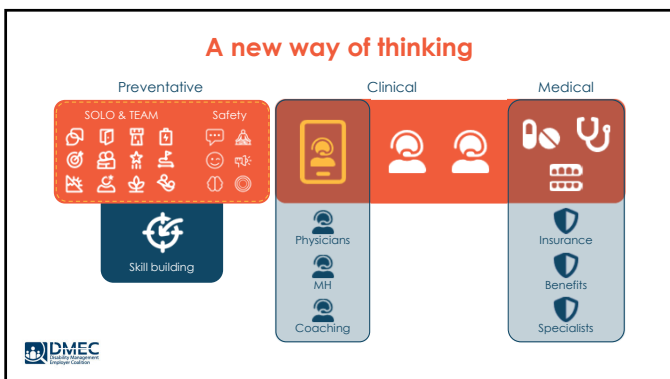 A new way of thinking
Preventative
Clinical
Medical
SOLO & TEAM
Safety
Skill building
Physicians
MH
Coaching
Insurance
Benefits
Specialists
DMEC
Disability Management
Employer Coalition